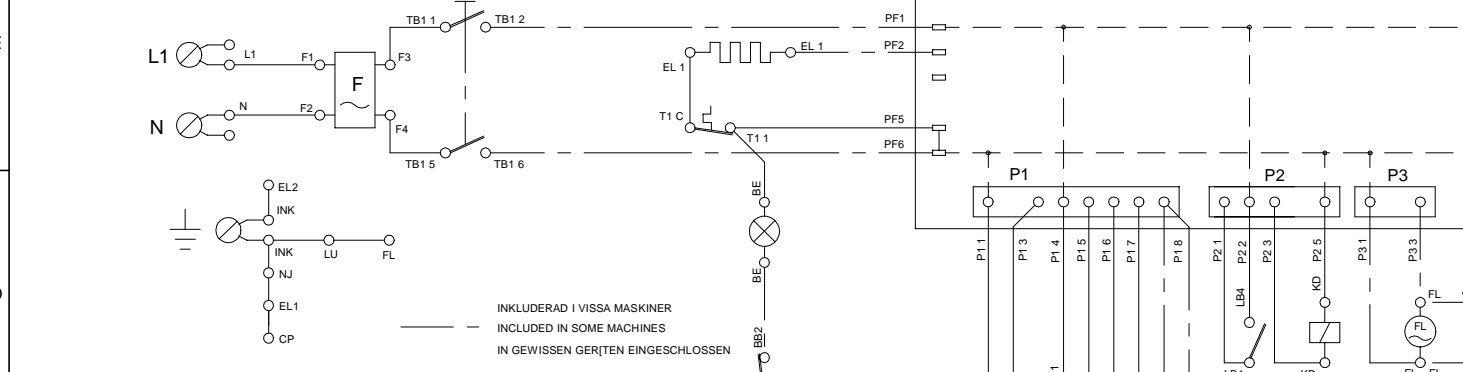 TB1 1
TB1 2
PF1
L1
L1
F1
F3
F
EL 1
EL 1
PF2
N
N
F2
F4
T1 C
T1 1
PF5
PF6
TB1 5
TB1 6
P1
P2
P3
EL2
INK
INK
LU
FL
NJ
EL1
CP
BE
BE
BB2
P1 1
P1 3
P1 4
P1 5
P1 6
P1 7
P1 8
P2 1
P2 2
P2 3
P2 5
P3 1
P3 3
LB4
KD
FL
FL
INKLUDERAD I VISSA MASKINER
INCLUDED IN SOME MACHINES
IN GEWISSEN GER[TEN EINGESCHLOSSEN